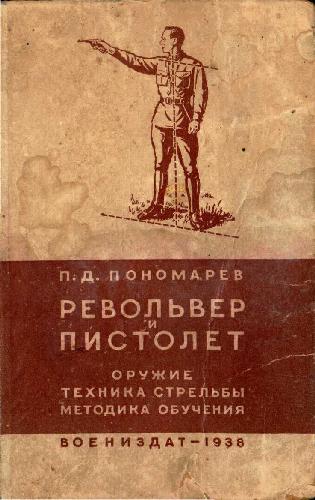 П. Д. ПОНОМАРЕВ
РЕВОЛЬВЕР
И
ПИСТОЛЕТ
ОРУЖИЕ
ТЕХНИКА СТРЕЛЬБЫ
МЕТОДИКА ОБУЧЕНИЯ
ВОЕНИЗДАТ—1938